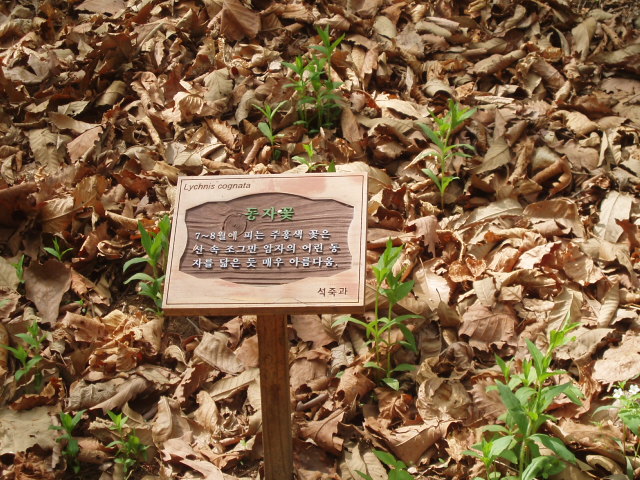 Lychnis cognata
동자꽃
7~8월에 피는 주홍색 꽃은
산 속 조그만 암자의 어린 동
자를 닮은 듯 매우 아름다움.
석죽과